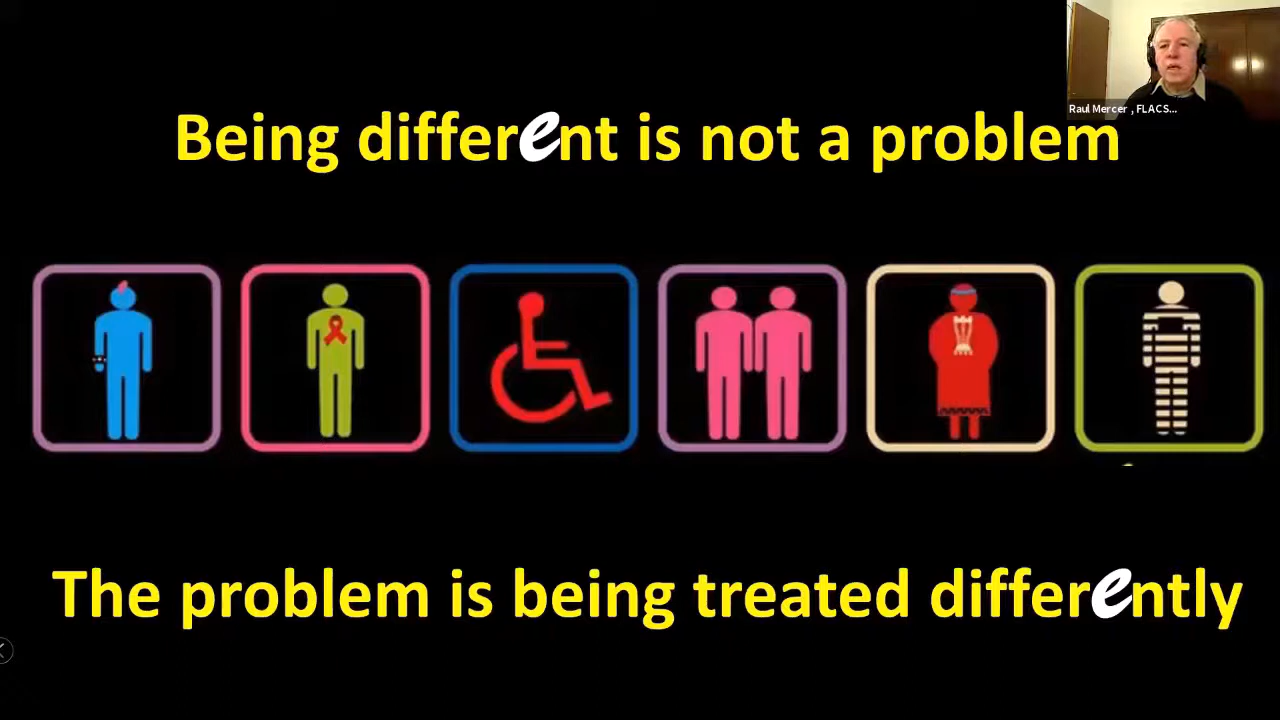 Raul Mercer , FLACS...
Being different is not a problem
The problem is being treated differently